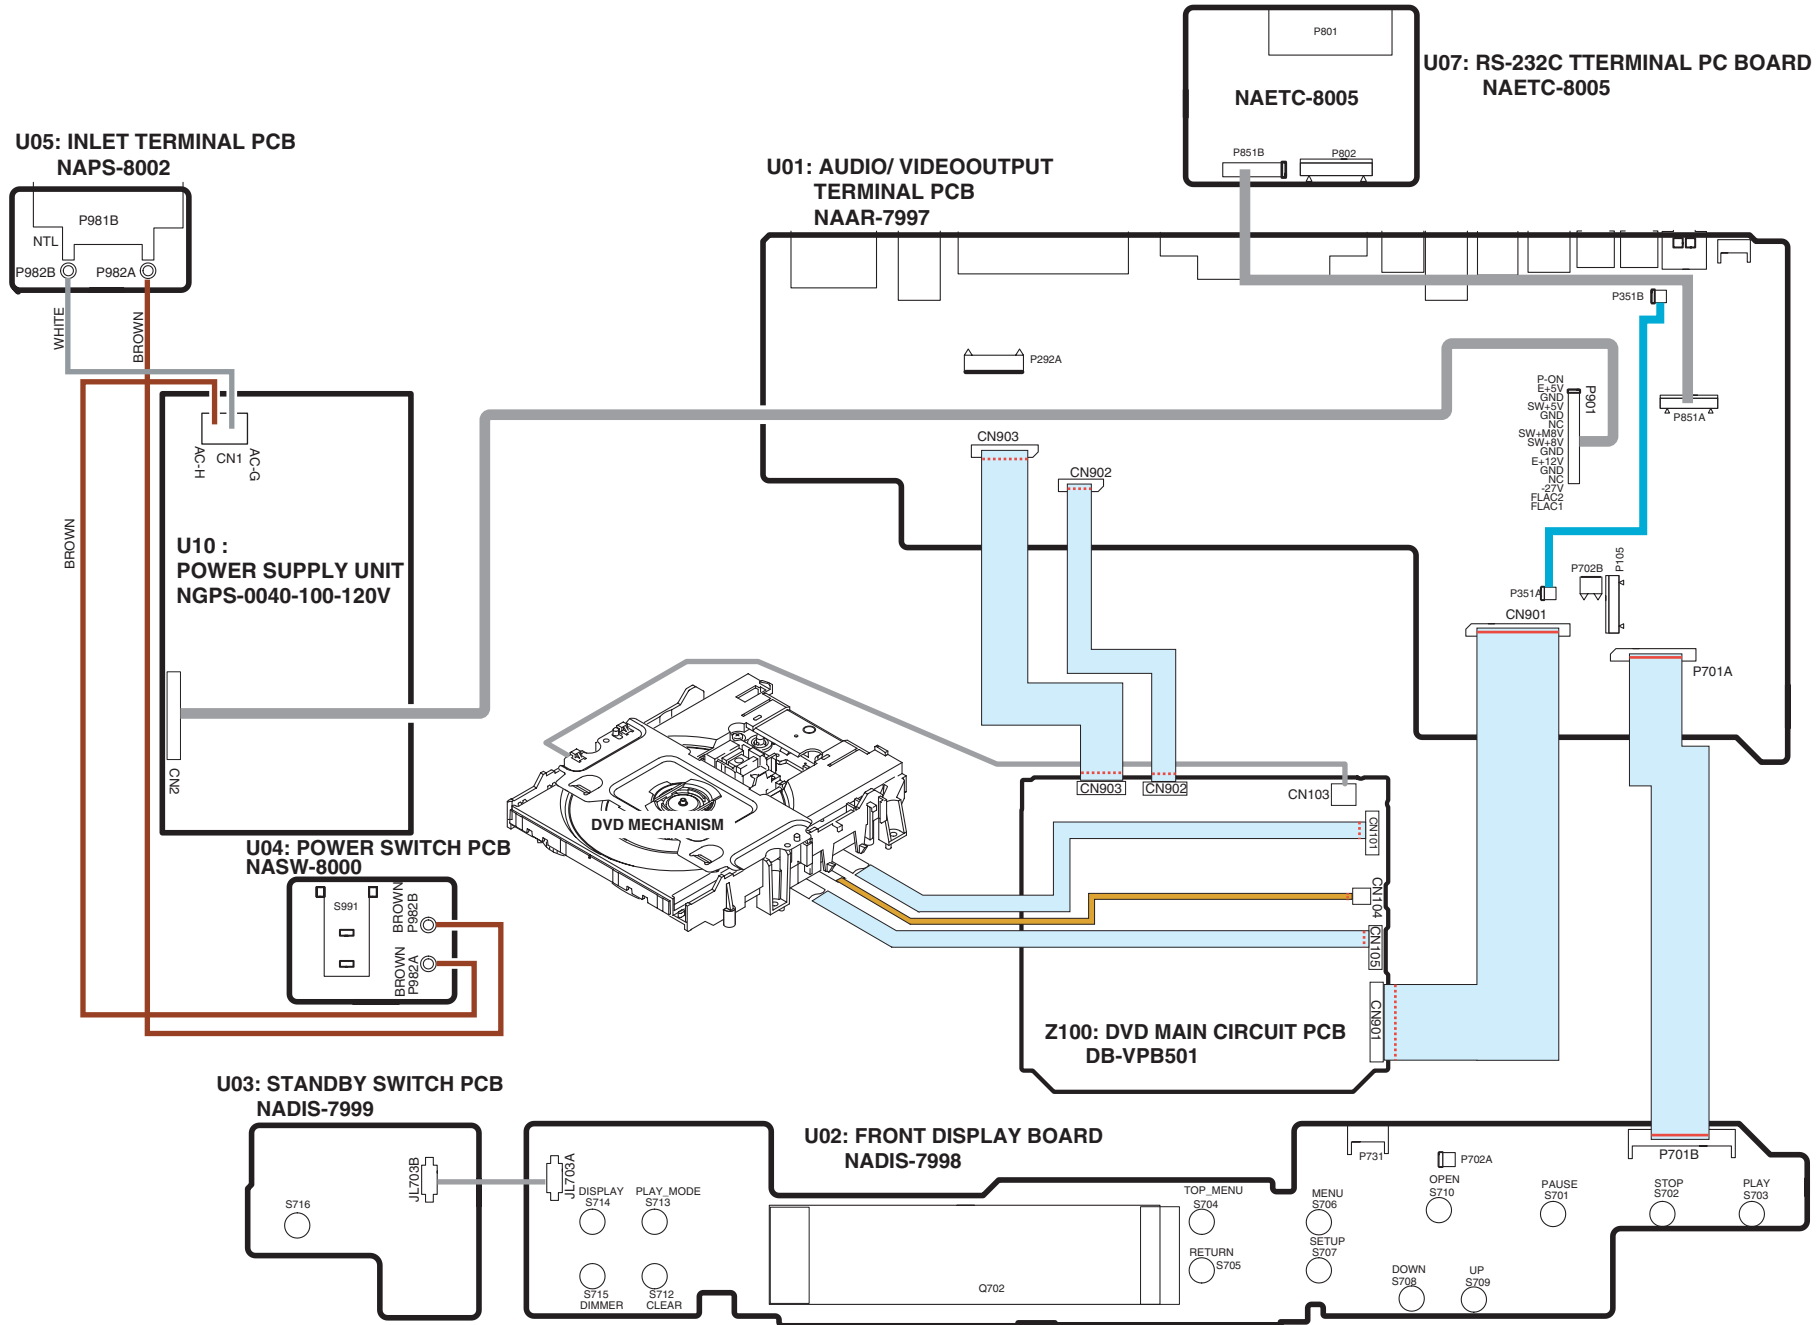 P801
U07: RS-232C TTERMINAL PC BOARD
NAETC-8005
NAETC-8005
P851B
P802
U05: INLET TERMINAL PCB
NAPS-8002
P981B
NTL
P982B
P982A
WHITE
BROWN
U01: AUDIO/ VIDEOOUTPUT
TERMINAL PCB
NAAR-7997
P351B
P292A
P-ON
E+5V
GND
SW+5V
GND
NC
SW+M8V
SW+8V
GND
E+12V
GND
NC
-27V
FLAC2
FLAC1
P901
P851A
CN903
CN902
AC-H
CN1
AC-G
BROWN
U10 :
POWER SUPPLY UNIT
NGPS-0040-100-120V
CN2
P702B
P105
P351A
CN901
P701A
DVD MECHANISM
CN903
CN902
CN103
CN101
CN104
CN105
CN901
Z100: DVD MAIN CIRCUIT PCB
DB-VPB501
U04: POWER SWITCH PCB
NASW-8000
S991
BROWN
P982B
BROWN
P982A
U03: STANDBY SWITCH PCB
NADIS-7999
S716
JL703B
JL703A
U02: FRONT DISPLAY BOARD
NADIS-7998
DISPLAY
S714
PLAY_MODE
S713
S715
DIMMER
S712
CLEAR
Q702
TOP_MENU
S704
RETURN
S705
MENU
S706
SETUP
S707
P731
P702A
OPEN
S710
PAUSE
S701
P701B
STOP
S702
PLAY
S703
DOWN
S708
UP
S709